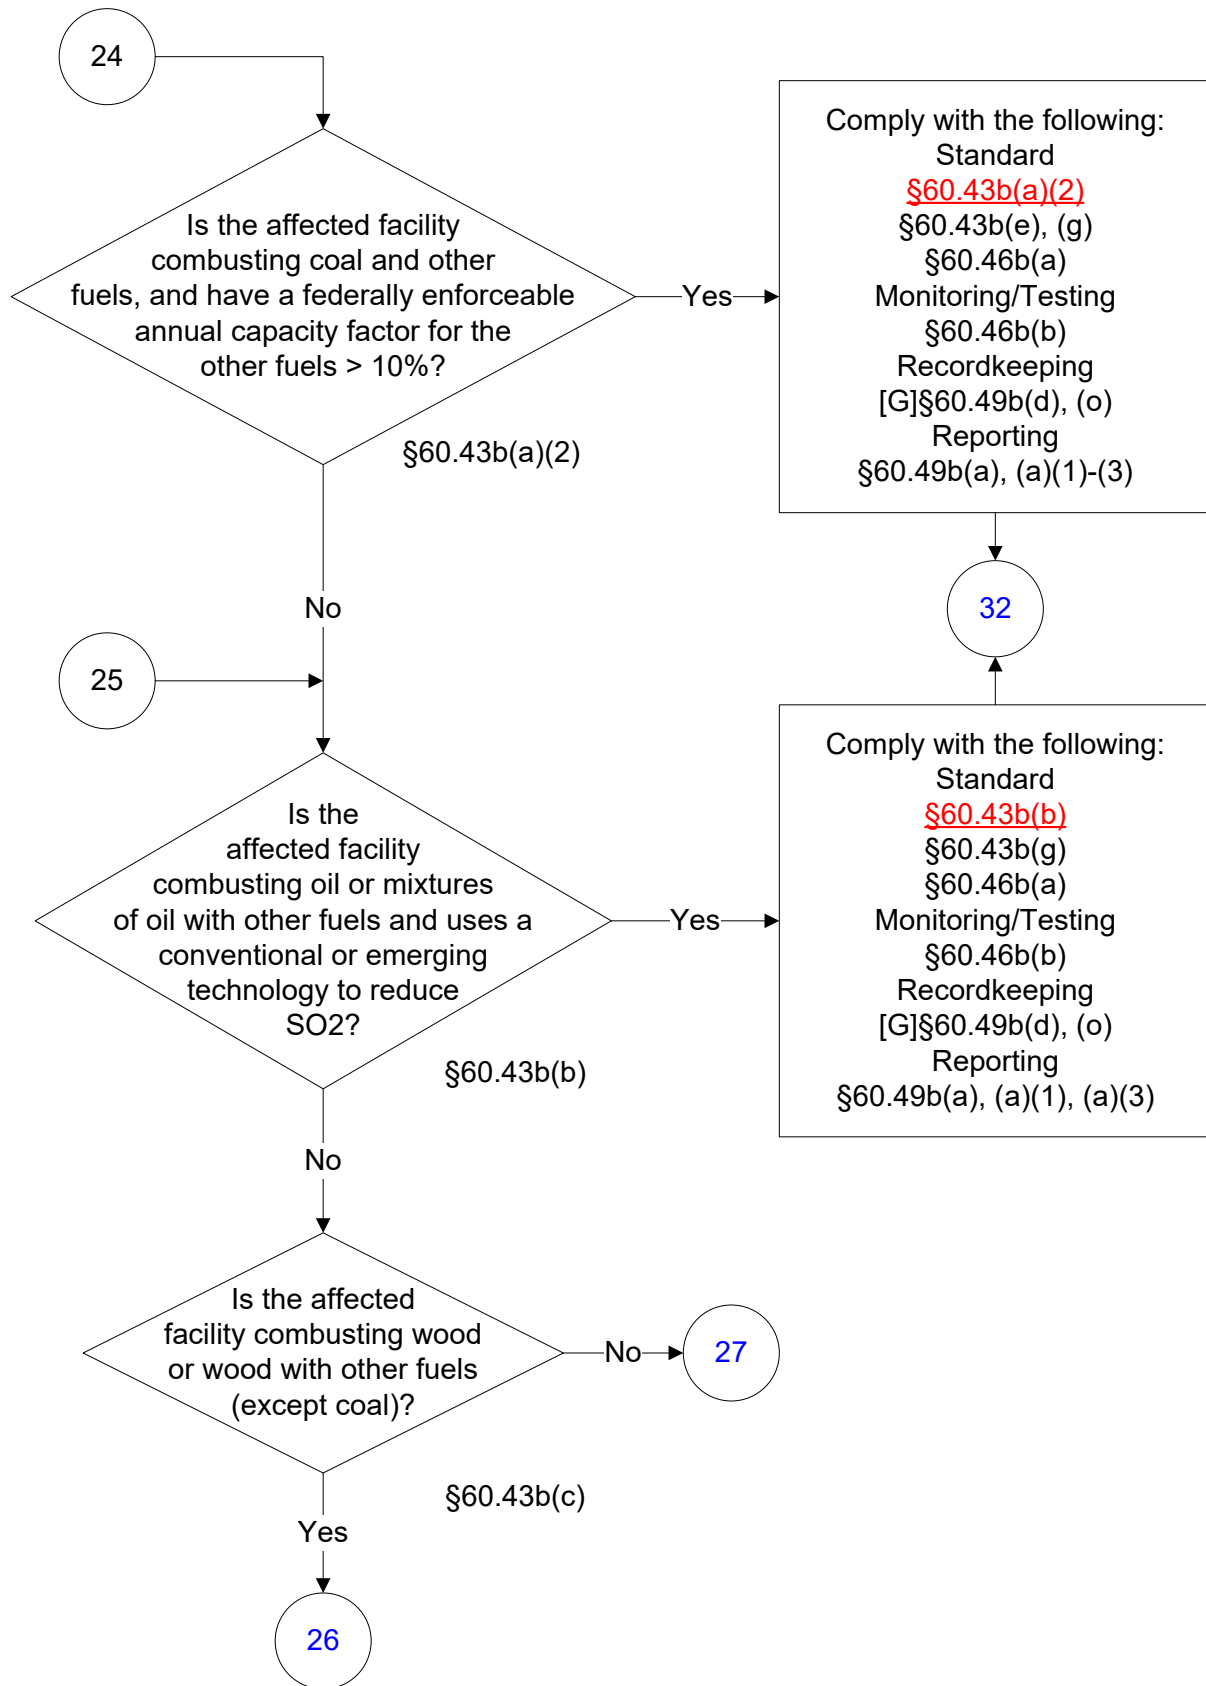 24
Is the affected facility
combusting coal and other
fuels, and have a federally enforceable
annual capacity factor for the
other fuels > 10%?
§60.43b(a)(2)
Yes
Comply with the following:
Standard
§60.43b(a)(2)
§60.43b(e), (g)
§60.46b(a)
Monitoring/Testing
§60.46b(b)
Recordkeeping
[G]§60.49b(d), (o)
Reporting
§60.49b(a), (a)(1)-(3)
No
32
25
Is the
affected facility
combusting oil or mixtures
of oil with other fuels and uses a
conventional or emerging
technology to reduce
SO2?
§60.43b(b)
Yes
Comply with the following:
Standard
§60.43b(b)
§60.43b(g)
§60.46b(a)
Monitoring/Testing
§60.46b(b)
Recordkeeping
[G]§60.49b(d), (o)
Reporting
§60.49b(a), (a)(1), (a)(3)
No
Is the affected
facility combusting wood
or wood with other fuels
(except coal)?
§60.43b(c)
No
27
Yes
26